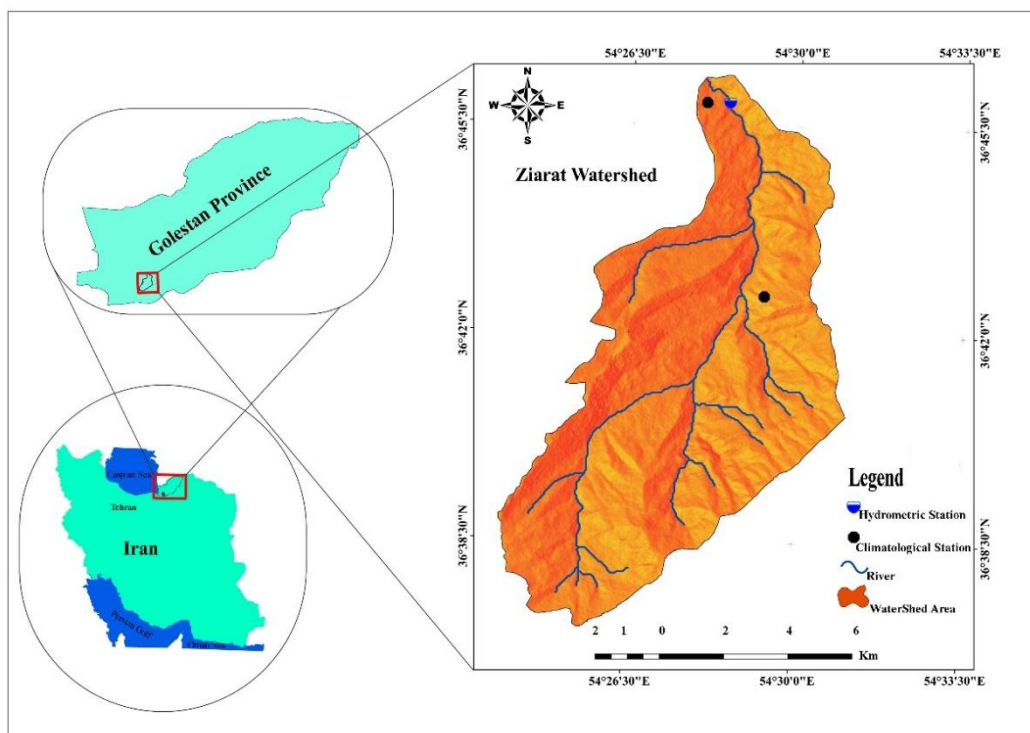 54°26'30"E
54°30'0"E
54°33'30"E
N
W
E
S
36°45'30"N
36°45'30"N
Ziarat Watershed
Golestan Province
36°42'0"N
36°42'0"N
Caspian Sea
Tehran
Iran
Persian Golf
Oman Sea
Legend
Hydrometric Station
Climatological Station
River
WaterShed Area
36°38'30"N
36°38'30"N
2 1 0 2 4 6
Km
54°26'30"E
54°30'0"E
54°33'30"E